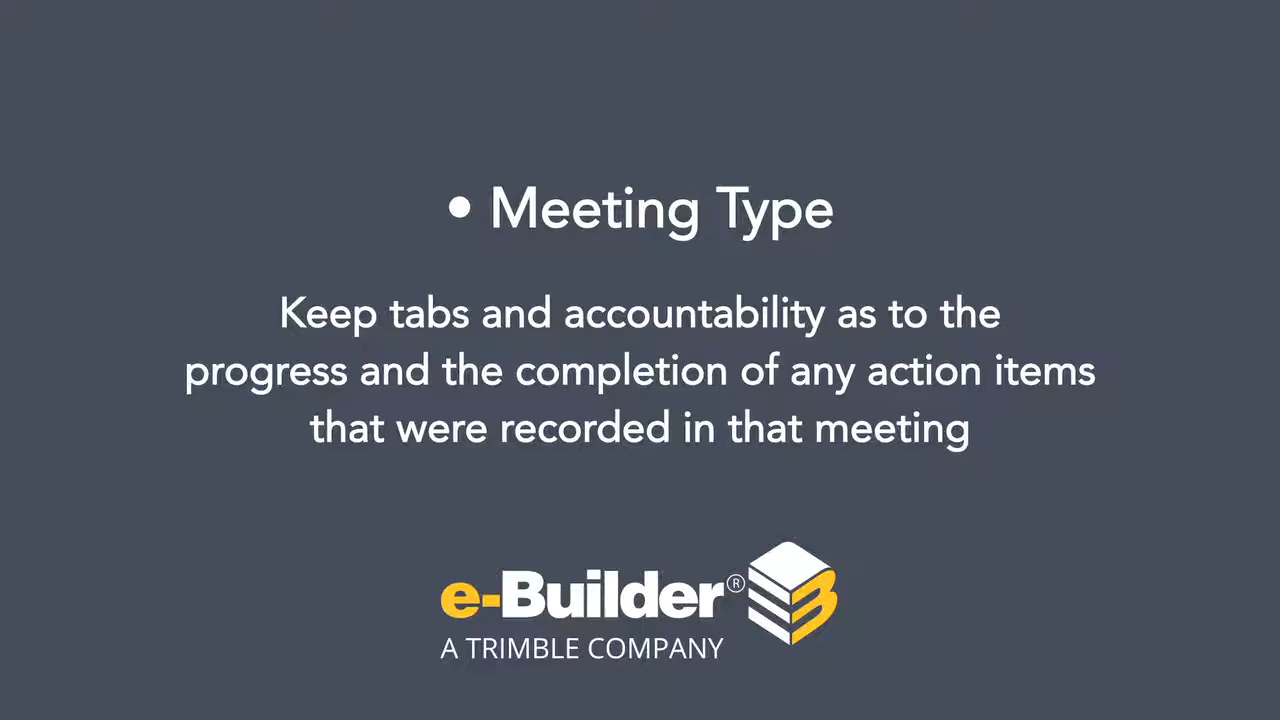 • Meeting Type
Keep tabs and accountability as to the
progress and the completion of any action items
that were recorded in that meeting
e-Builder®
A TRIMBLE COMPANY